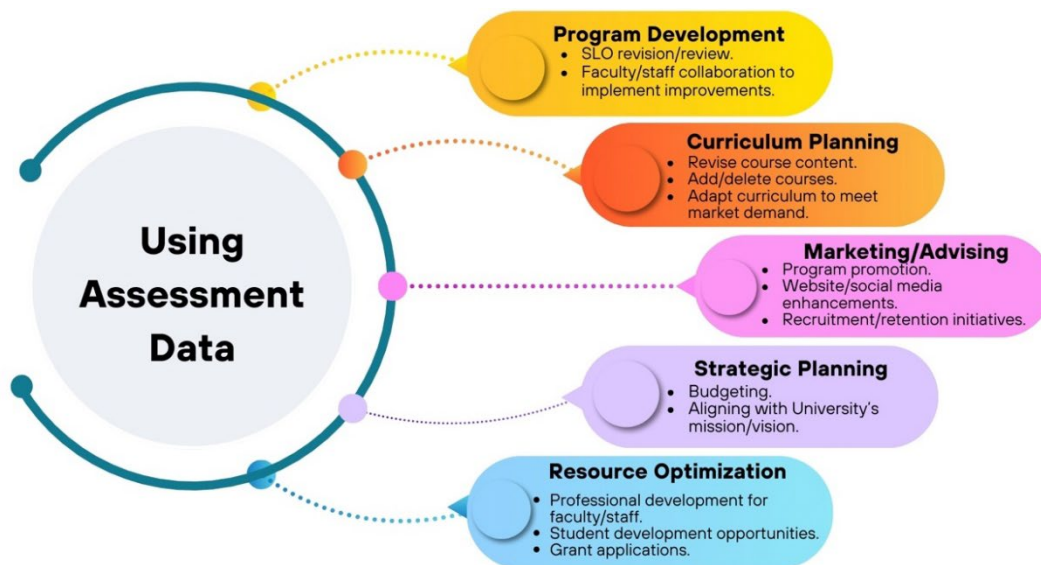 Using
Assessment
Data
Program Development
• SLO revision/review.
• Faculty/staff collaboration to
implement improvements.
Curriculum Planning
• Revise course content.
• Add/delete courses.
• Adapt curriculum to meet
market demand.
Marketing/Advising
• Program promotion.
• Website/social media
enhancements.
• Recruitment/retention initiatives.
Strategic Planning
• Budgeting.
• Aligning with University's
mission/vision.
Resource Optimization
• Professional development for
faculty/staff.
• Student development opportunities.
• Grant applications.